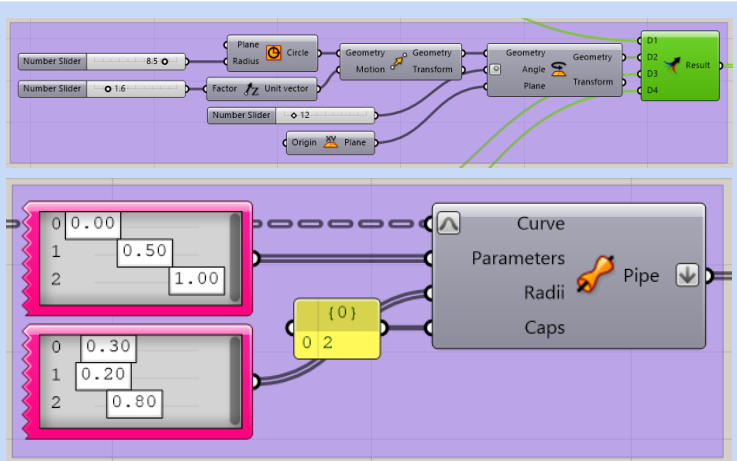 Plane
Radius
Circle
Number Slider 8.5
Number Slider 1.6
Factor Unit vector
Geometry Geometry
Motion Transform
Number Slider 12
Origin XY Plane
Geometry
Angle
Plane
Geometry
Transform
D1
D2
D3
D4
Result
0 0.00
1 0.50
2 1.00
0 0.30
1 0.20
2 0.80
{0}
0 2
Curve
Parameters
Radii
Caps
Pipe